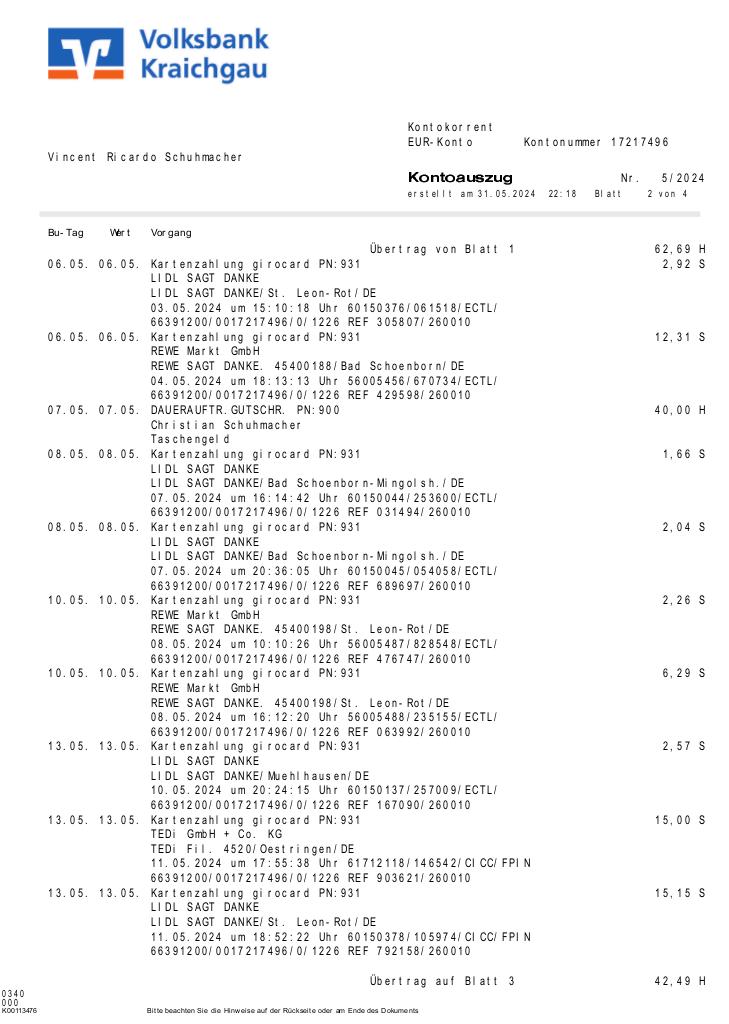 Volksbank
Kraichgau
Kontokorrent
EUR-Konto Kontonummer 17217496
Vincent Ricardo Schuhmacher
Kontoauszug Nr. 5/2024
erstellt am 31.05.2024 22:18 Blatt 2 von 4
Bu-Tag Wert Vorgang
Übertrag von Blatt 1 62,69 H
06.05. 06.05. Kartenzahlung girocard PN:931 2,92 S
LIDL SAGT DANKE
LIDL SAGT DANKE/St. Leon-Rot/DE
03.05.2024 um 15:10:18 Uhr 60150376/061518/ECTL/
66391200/0017217496/0/1226 REF 305807/260010
06.05. 06.05. Kartenzahlung girocard PN:931 12,31 S
REWE Markt GmbH
REWE SAGT DANKE. 45400188/Bad Schoenborn/DE
04.05.2024 um 18:13:13 Uhr 56005456/670734/ECTL/
66391200/0017217496/0/1226 REF 429598/260010
07.05. 07.05. DAUERAUFTR.GUTSCHR. PN:900 40,00 H
Christian Schuhmacher
Taschengeld
08.05. 08.05. Kartenzahlung girocard PN:931 1,66 S
LIDL SAGT DANKE
LIDL SAGT DANKE/Bad Schoenborn-Mingolsh./DE
07.05.2024 um 16:14:42 Uhr 60150044/253600/ECTL/
66391200/0017217496/0/1226 REF 031494/260010
08.05. 08.05. Kartenzahlung girocard PN:931 2,04 S
LIDL SAGT DANKE
LIDL SAGT DANKE/Bad Schoenborn-Mingolsh./DE
07.05.2024 um 20:36:05 Uhr 60150045/054058/ECTL/
66391200/0017217496/0/1226 REF 689697/260010
10.05. 10.05. Kartenzahlung girocard PN:931 2,26 S
REWE Markt GmbH
REWE SAGT DANKE. 45400198/St. Leon-Rot/DE
08.05.2024 um 10:10:26 Uhr 56005487/828548/ECTL/
66391200/0017217496/0/1226 REF 476747/260010
10.05. 10.05. Kartenzahlung girocard PN:931 6,29 S
REWE Markt GmbH
REWE SAGT DANKE. 45400198/St. Leon-Rot/DE
08.05.2024 um 16:12:20 Uhr 56005488/235155/ECTL/
66391200/0017217496/0/1226 REF 063992/260010
13.05. 13.05. Kartenzahlung girocard PN:931 2,57 S
LIDL SAGT DANKE
LIDL SAGT DANKE/Muehlhausen/DE
10.05.2024 um 20:24:15 Uhr 60150137/257009/ECTL/
66391200/0017217496/0/1226 REF 167090/260010
13.05. 13.05. Kartenzahlung girocard PN:931 15,00 S
TEDi GmbH + Co. KG
TEDi Fil. 4520/Oestringen/DE
11.05.2024 um 17:55:38 Uhr 61712118/146542/CICC/FPIN
66391200/0017217496/0/1226 REF 903621/260010
13.05. 13.05. Kartenzahlung girocard PN:931 15,15 S
LIDL SAGT DANKE
LIDL SAGT DANKE/St. Leon-Rot/DE
11.05.2024 um 18:52:22 Uhr 60150378/105974/CICC/FPIN
66391200/0017217496/0/1226 REF 792158/260010
Übertrag auf Blatt 3 42,49 H
0340
000
K00113476 Bitte beachten Sie die Hinweise auf der Rückseite oder am Ende des Dokuments